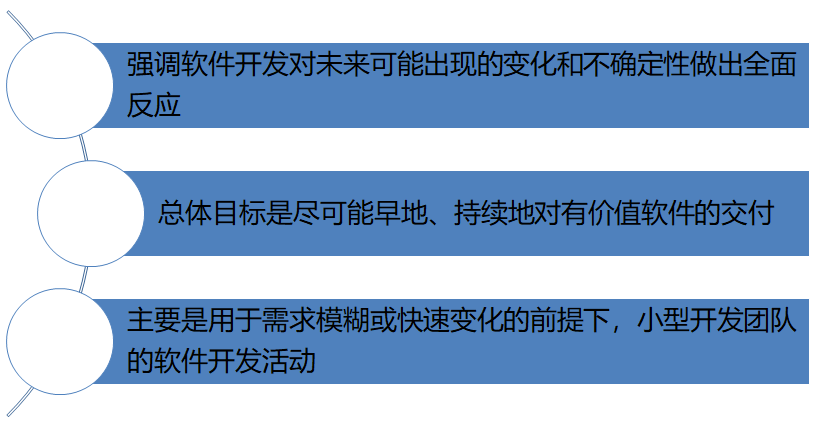 强调软件开发对未来可能出现的变化和不确定性做出全面
反应
总体目标是尽可能早地、持续地对有价值软件的交付
主要是用于需求模糊或快速变化的前提下，小型开发团队
的软件开发活动